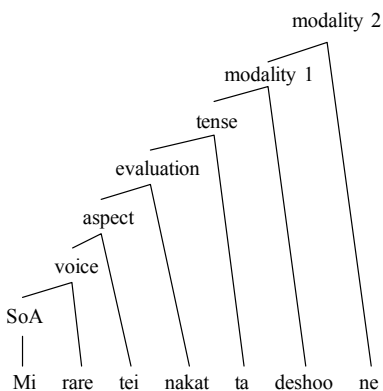 modality 2
modality 1
tense
evaluation
aspect
voice
SoA
Mi rare tei nakat ta deshoo ne